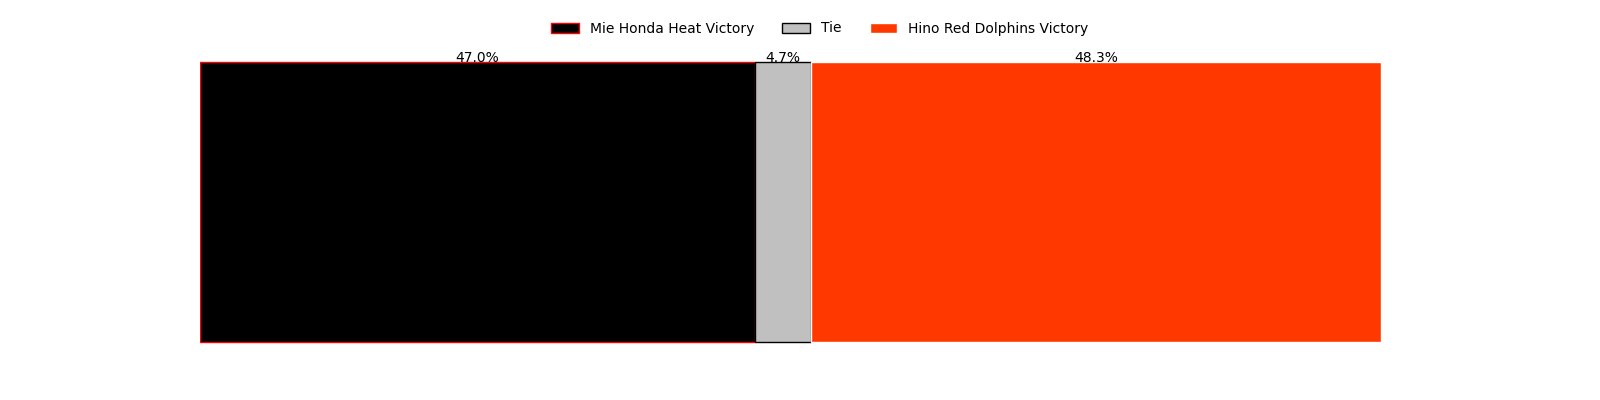 Mie Honda Heat Victory Tie Hino Red Dolphins Victory
47.0% 4.7% 48.3%